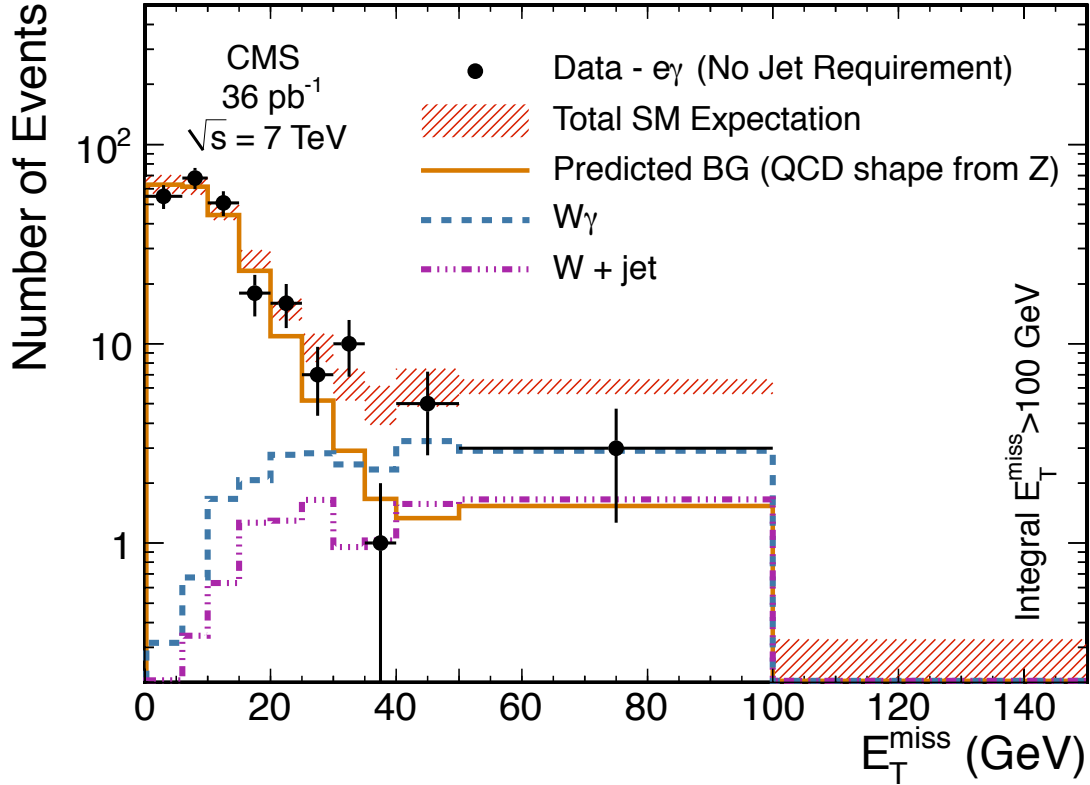 Number of Events
10²
10
1
CMS
36 pb⁻¹
√s = 7 TeV
Data - eγ (No Jet Requirement)
Total SM Expectation
Predicted BG (QCD shape from Z)
Wγ
W + jet
Integral E_T^miss>100 GeV
0 20 40 60 80 100 120 140
E_T^miss (GeV)